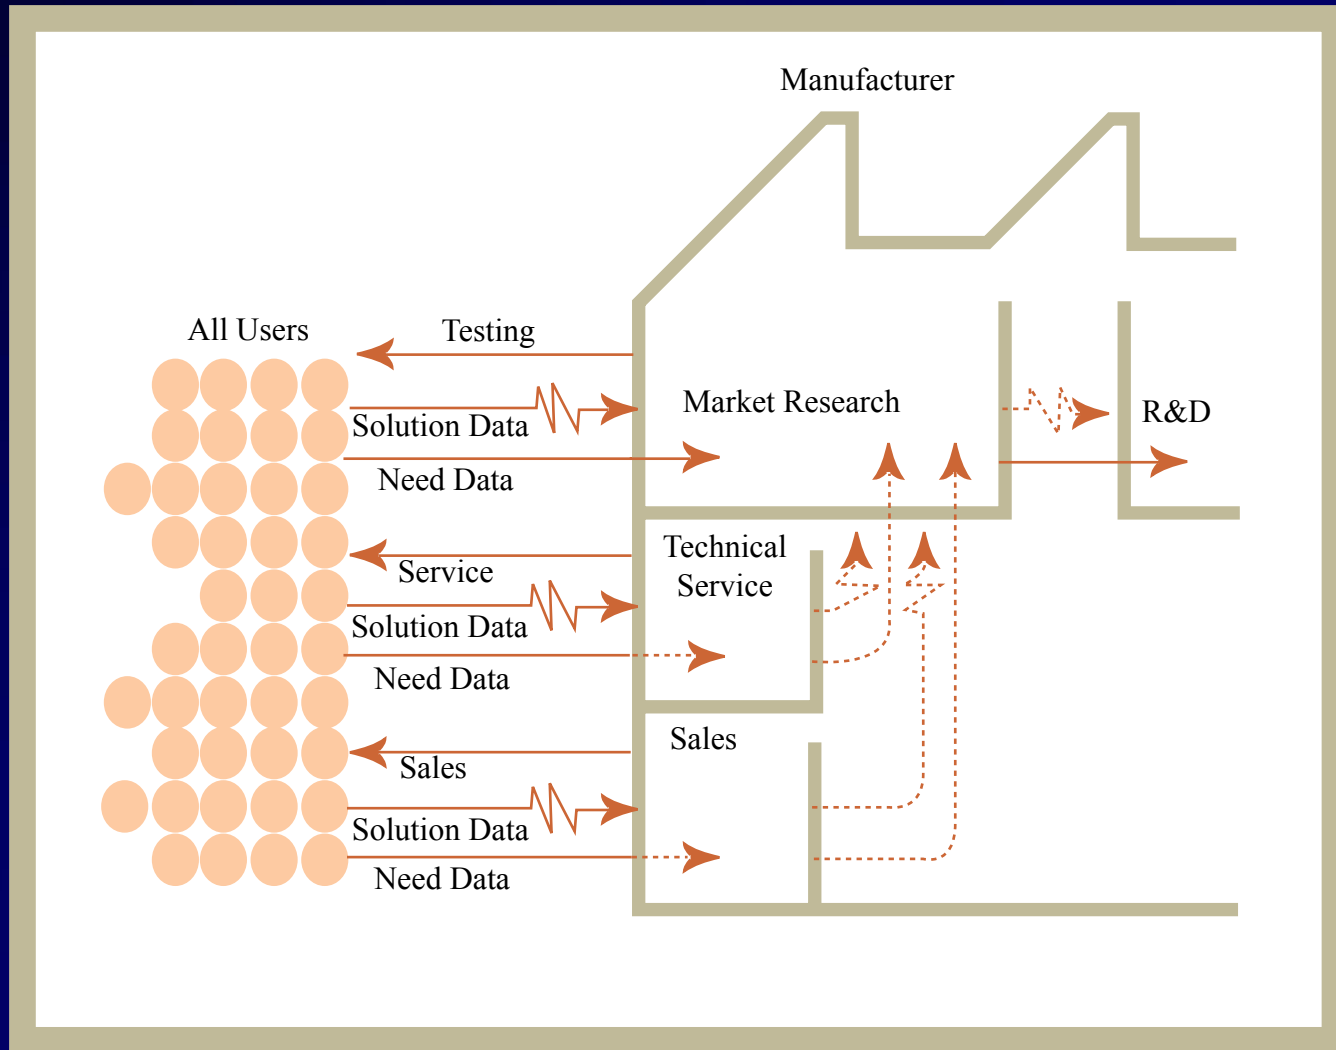 Manufacturer
All Users
Testing
Solution Data
Need Data
Market Research
R&D
Service
Solution Data
Need Data
Technical
Service
Sales
Solution Data
Need Data
Sales